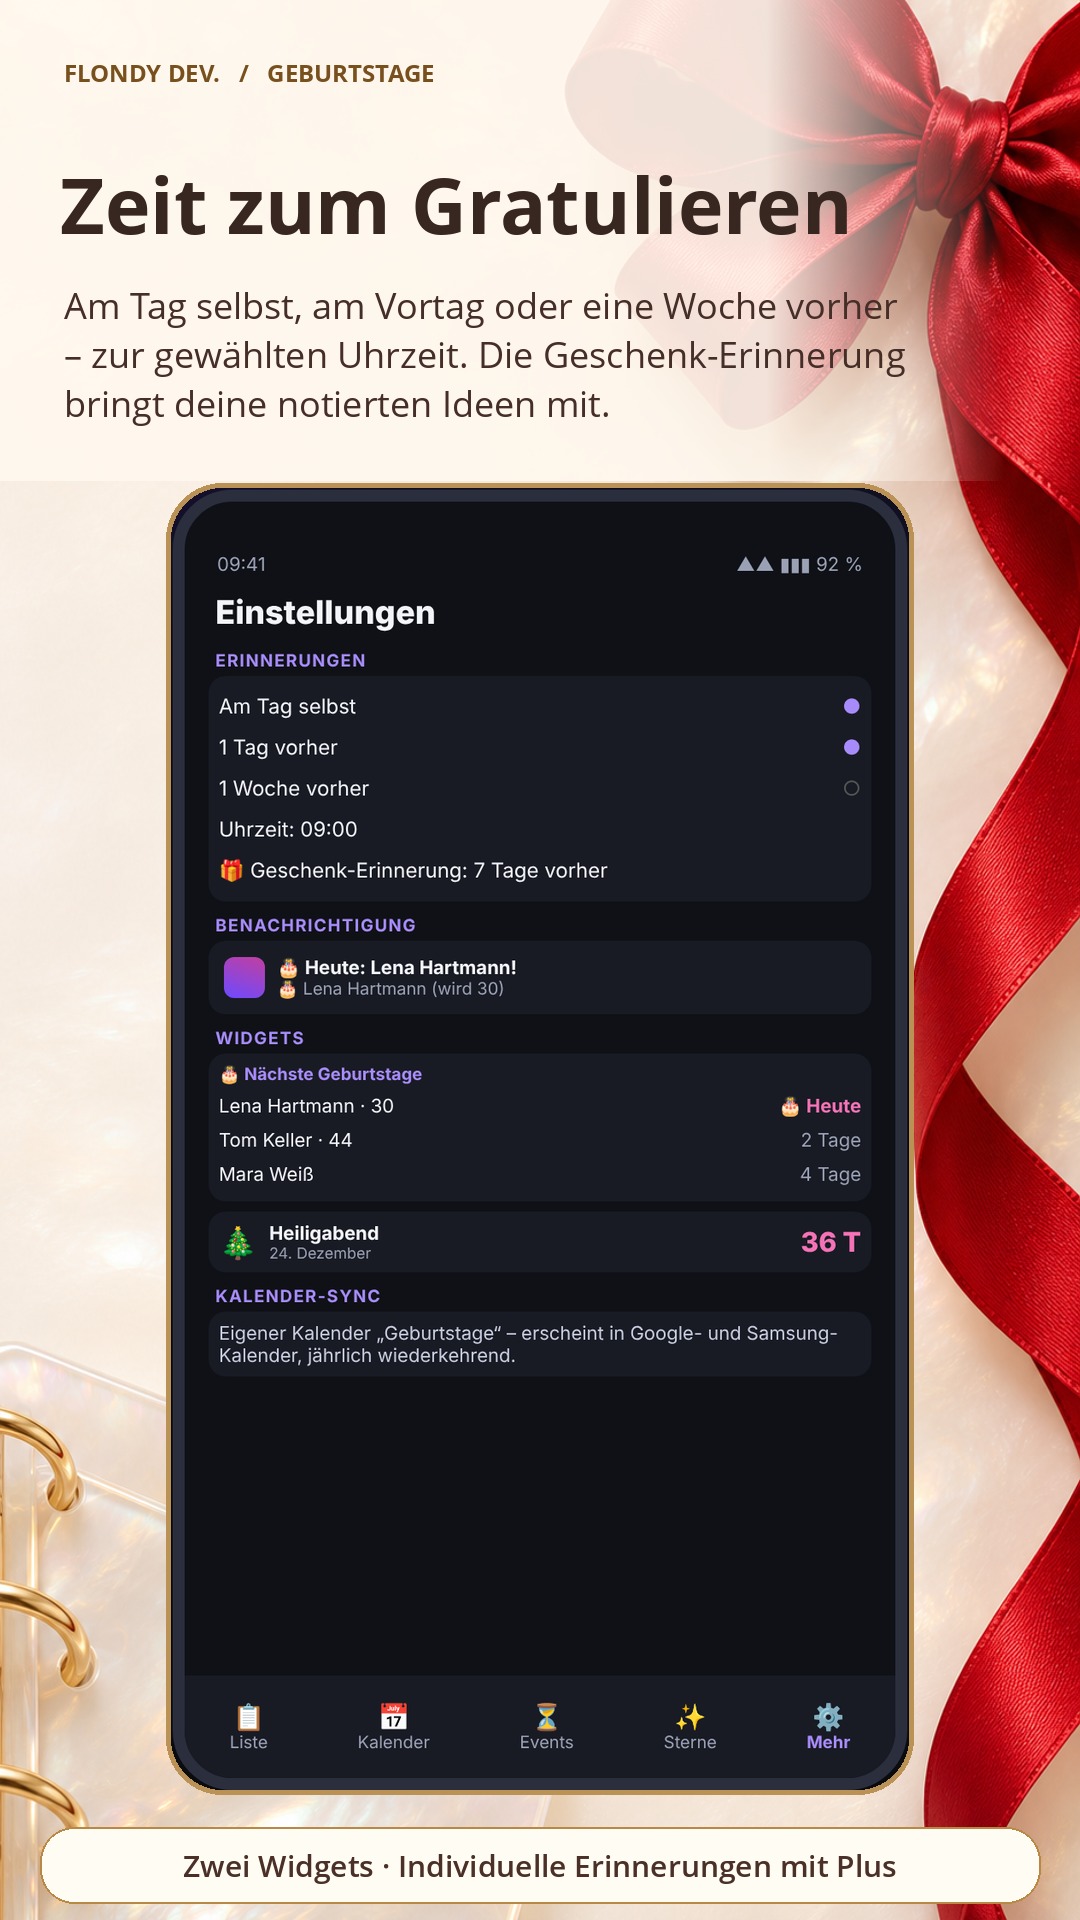 FLONDY DEV. / GEBURTSTAGE
Zeit zum Gratulieren
Am Tag selbst, am Vortag oder eine Woche vorher
– zur gewählten Uhrzeit. Die Geschenk-Erinnerung
bringt deine notierten Ideen mit.
09:41 92 %
Einstellungen
ERINNERUNGEN
Am Tag selbst
1 Tag vorher
1 Woche vorher
Uhrzeit: 09:00
🎁 Geschenk-Erinnerung: 7 Tage vorher
BENACHRICHTIGUNG
🎂 Heute: Lena Hartmann!
🎂 Lena Hartmann (wird 30)
WIDGETS
🎂 Nächste Geburtstage
Lena Hartmann · 30 🎂 Heute
Tom Keller · 44 2 Tage
Mara Weiß 4 Tage
Heiligabend 36 T
24. Dezember
KALENDER-SYNC
Eigener Kalender „Geburtstage“ – erscheint in Google- und Samsung-
Kalender, jährlich wiederkehrend.
July
17
Liste Kalender Events Sterne Mehr
Zwei Widgets · Individuelle Erinnerungen mit Plus